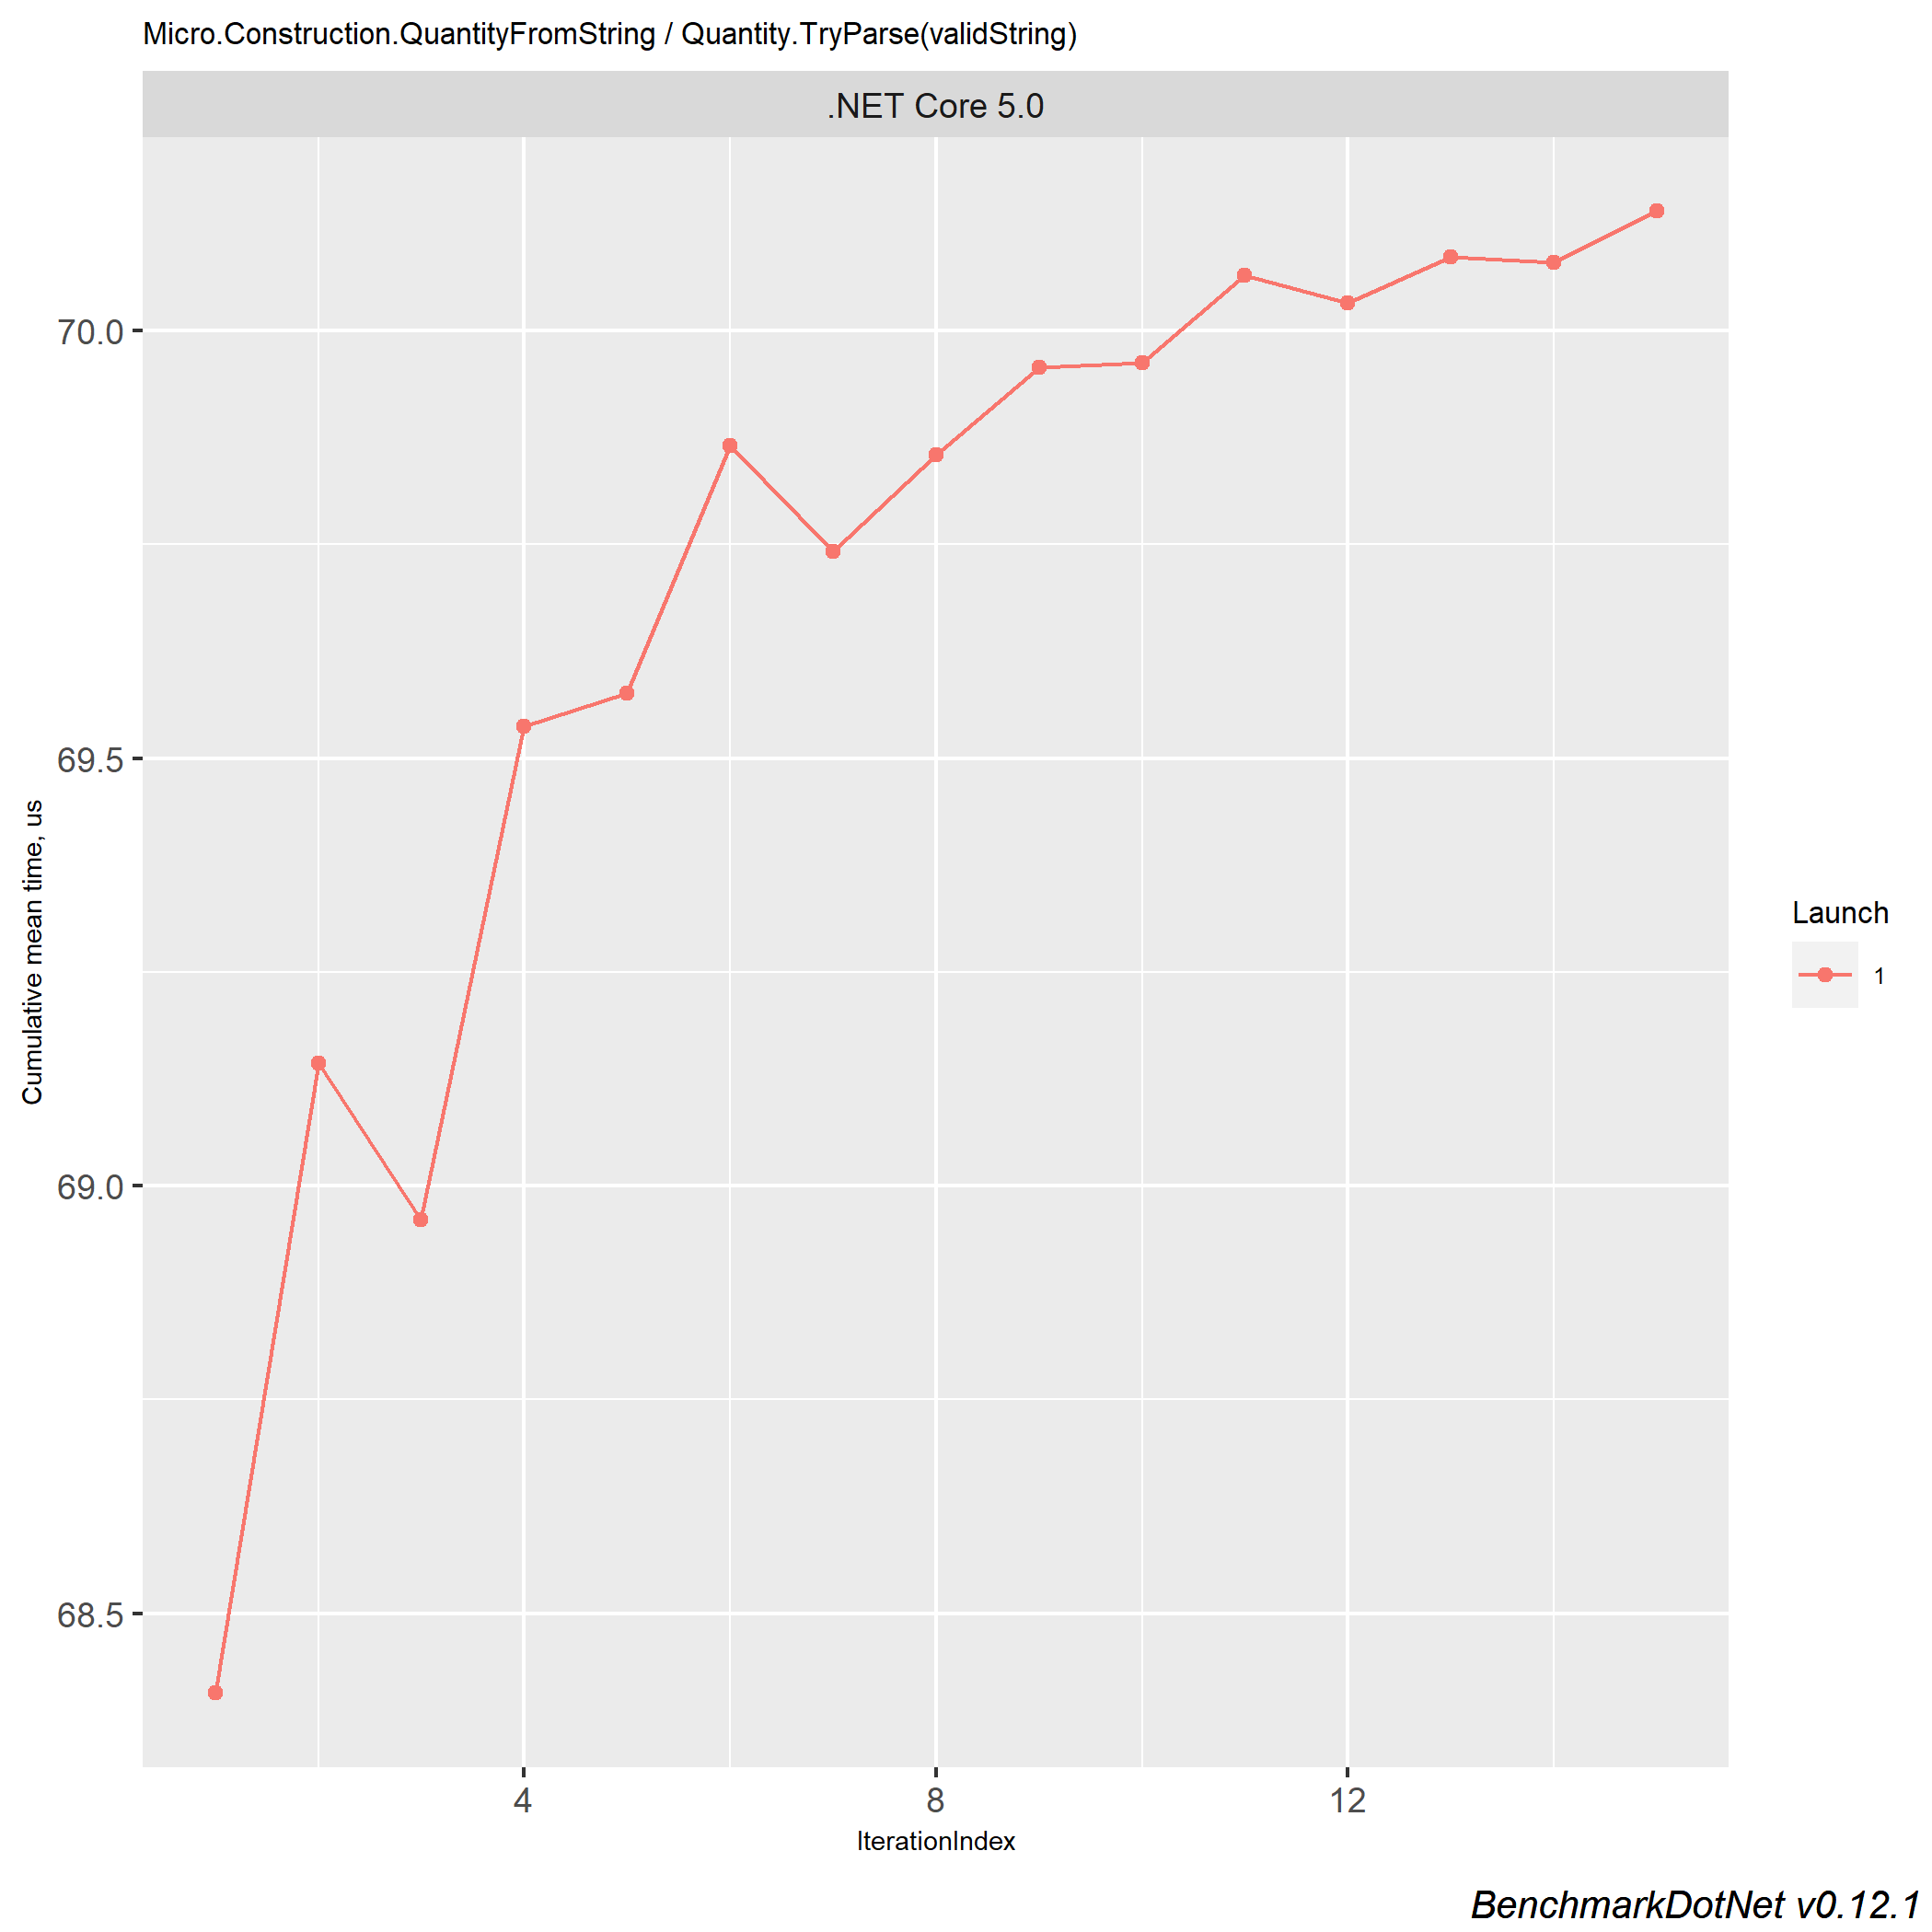 Micro.Construction.QuantityFromString / Quantity.TryParse(validString)
.NET Core 5.0
70.0
69.5
69.0
68.5
Cumulative mean time, us
4
8
12
IterationIndex
Launch
1
BenchmarkDotNet v0.12.1